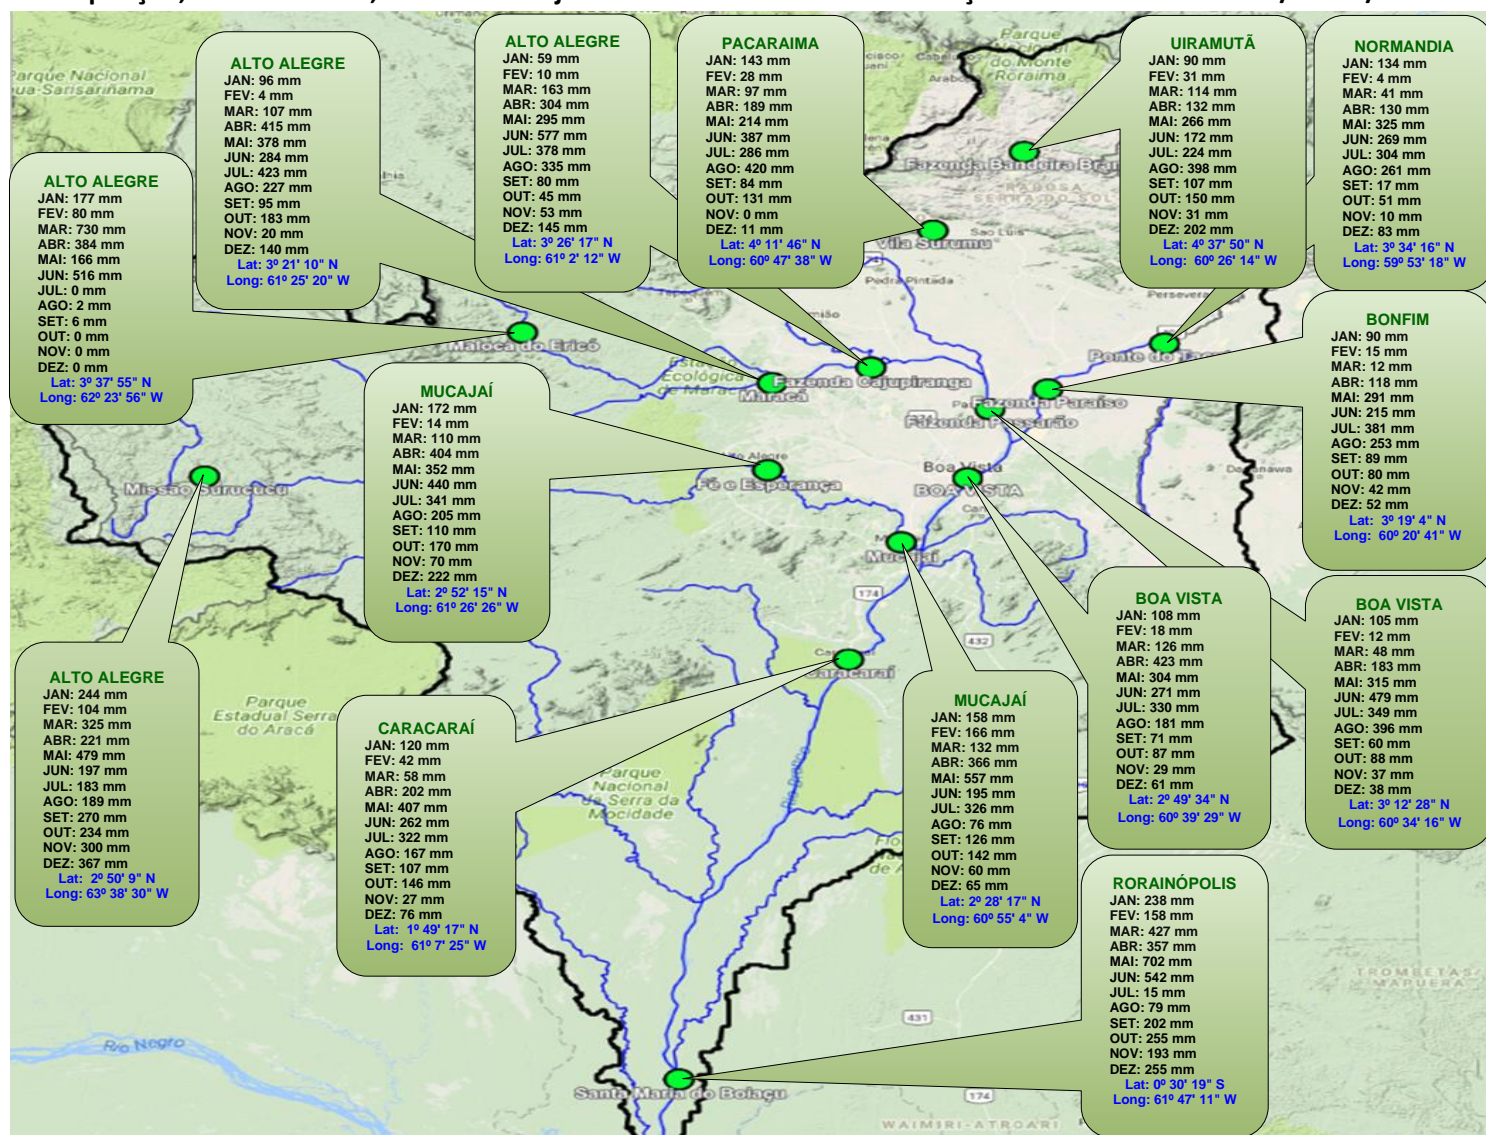 ALTO ALEGRE
JAN: 96 mm
FEV: 4 mm
MAR: 107 mm
ABR: 415 mm
MAI: 378 mm
JUN: 284 mm
JUL: 423 mm
AGO: 227 mm
SET: 95 mm
OUT: 183 mm
NOV: 20 mm
DEZ: 140 mm
Lat: 3º 21' 10" N
Long: 61º 25' 20" W
ALTO ALEGRE
JAN: 59 mm
FEV: 10 mm
MAR: 163 mm
ABR: 304 mm
MAI: 295 mm
JUN: 577 mm
JUL: 378 mm
AGO: 335 mm
SET: 80 mm
OUT: 45 mm
NOV: 53 mm
DEZ: 145 mm
Lat: 3º 26' 17" N
Long: 61º 2' 12" W
PACARAIMA
JAN: 143 mm
FEV: 28 mm
MAR: 97 mm
ABR: 189 mm
MAI: 214 mm
JUN: 387 mm
JUL: 286 mm
AGO: 420 mm
SET: 84 mm
OUT: 131 mm
NOV: 0 mm
DEZ: 11 mm
Lat: 4º 11' 46" N
Long: 60º 47' 38" W
Parque
Nacional
do Monte
Roraima
UIRAMUTÃ
JAN: 90 mm
FEV: 31 mm
MAR: 114 mm
ABR: 132 mm
MAI: 266 mm
JUN: 172 mm
JUL: 224 mm
AGO: 398 mm
SET: 107 mm
OUT: 150 mm
NOV: 31 mm
DEZ: 202 mm
Lat: 4º 37' 50" N
Long: 60º 26' 14" W
NORMANDIA
JAN: 134 mm
FEV: 4 mm
MAR: 41 mm
ABR: 130 mm
MAI: 325 mm
JUN: 269 mm
JUL: 304 mm
AGO: 261 mm
SET: 17 mm
OUT: 51 mm
NOV: 10 mm
DEZ: 83 mm
Lat: 3º 34' 16" N
Long: 59º 53' 18" W
Parque Nacional
ua-Sarisariñama
ALTO ALEGRE
JAN: 177 mm
FEV: 80 mm
MAR: 730 mm
ABR: 384 mm
MAI: 166 mm
JUN: 516 mm
JUL: 0 mm
AGO: 2 mm
SET: 6 mm
OUT: 0 mm
NOV: 0 mm
DEZ: 0 mm
Lat: 3º 37' 55" N
Long: 62º 23' 56" W
Fazenda Bandeira Bran
RAPOSA
SERRA DO SOL
Vila Surumu
Sao Luis
Pedra Pintada
Maloca do Ericó
Estação
Ecológica
de Maracá
Maracá
Fazenda Cajupiranga
Fazenda Passarão
Fazenda Paraíso
BONFIM
JAN: 90 mm
FEV: 15 mm
MAR: 12 mm
ABR: 118 mm
MAI: 291 mm
JUN: 215 mm
JUL: 381 mm
AGO: 253 mm
SET: 89 mm
OUT: 80 mm
NOV: 42 mm
DEZ: 52 mm
Lat: 3º 19' 4" N
Long: 60º 20' 41" W
MUCAJAÍ
JAN: 172 mm
FEV: 14 mm
MAR: 110 mm
ABR: 404 mm
MAI: 352 mm
JUN: 440 mm
JUL: 341 mm
AGO: 205 mm
SET: 110 mm
OUT: 170 mm
NOV: 70 mm
DEZ: 222 mm
Lat: 2º 52' 15" N
Long: 61º 26' 26" W
Missão Surucucu
Fé e Esperança
Boa Vista
BOA VISTA
Mucajaí
174
432
Caracaraí
BOA VISTA
JAN: 108 mm
FEV: 18 mm
MAR: 126 mm
ABR: 423 mm
MAI: 304 mm
JUN: 271 mm
JUL: 330 mm
AGO: 181 mm
SET: 71 mm
OUT: 87 mm
NOV: 29 mm
DEZ: 61 mm
Lat: 2º 49' 34" N
Long: 60º 39' 29" W
BOA VISTA
JAN: 105 mm
FEV: 12 mm
MAR: 48 mm
ABR: 183 mm
MAI: 315 mm
JUN: 479 mm
JUL: 349 mm
AGO: 396 mm
SET: 60 mm
OUT: 88 mm
NOV: 37 mm
DEZ: 38 mm
Lat: 3º 12' 28" N
Long: 60º 34' 16" W
ALTO ALEGRE
JAN: 244 mm
FEV: 104 mm
MAR: 325 mm
ABR: 221 mm
MAI: 479 mm
JUN: 197 mm
JUL: 183 mm
AGO: 189 mm
SET: 270 mm
OUT: 234 mm
NOV: 300 mm
DEZ: 367 mm
Lat: 2º 50' 9" N
Long: 63º 38' 30" W
Parque
Estadual Serra
do Aracá
CARACARAÍ
JAN: 120 mm
FEV: 42 mm
MAR: 58 mm
ABR: 202 mm
MAI: 407 mm
JUN: 262 mm
JUL: 322 mm
AGO: 167 mm
SET: 107 mm
OUT: 146 mm
NOV: 27 mm
DEZ: 76 mm
Lat: 1º 49' 17" N
Long: 61º 7' 25" W
Parque
Nacional
da Serra da
Mocidade
Rio Branco
MUCAJAÍ
JAN: 158 mm
FEV: 166 mm
MAR: 132 mm
ABR: 366 mm
MAI: 557 mm
JUN: 195 mm
JUL: 326 mm
AGO: 76 mm
SET: 126 mm
OUT: 142 mm
NOV: 60 mm
DEZ: 65 mm
Lat: 2º 28' 17" N
Long: 60º 55' 4" W
RORAINÓPOLIS
JAN: 238 mm
FEV: 158 mm
MAR: 427 mm
ABR: 357 mm
MAI: 702 mm
JUN: 542 mm
JUL: 15 mm
AGO: 79 mm
SET: 202 mm
OUT: 255 mm
NOV: 193 mm
DEZ: 255 mm
Lat: 0º 30' 19" S
Long: 61º 47' 11" W
TROMBETAS/
MAPUERA
431
Rio Negro
Santa Maria do Boiaçu
174
WAIMIRI-ATROARI